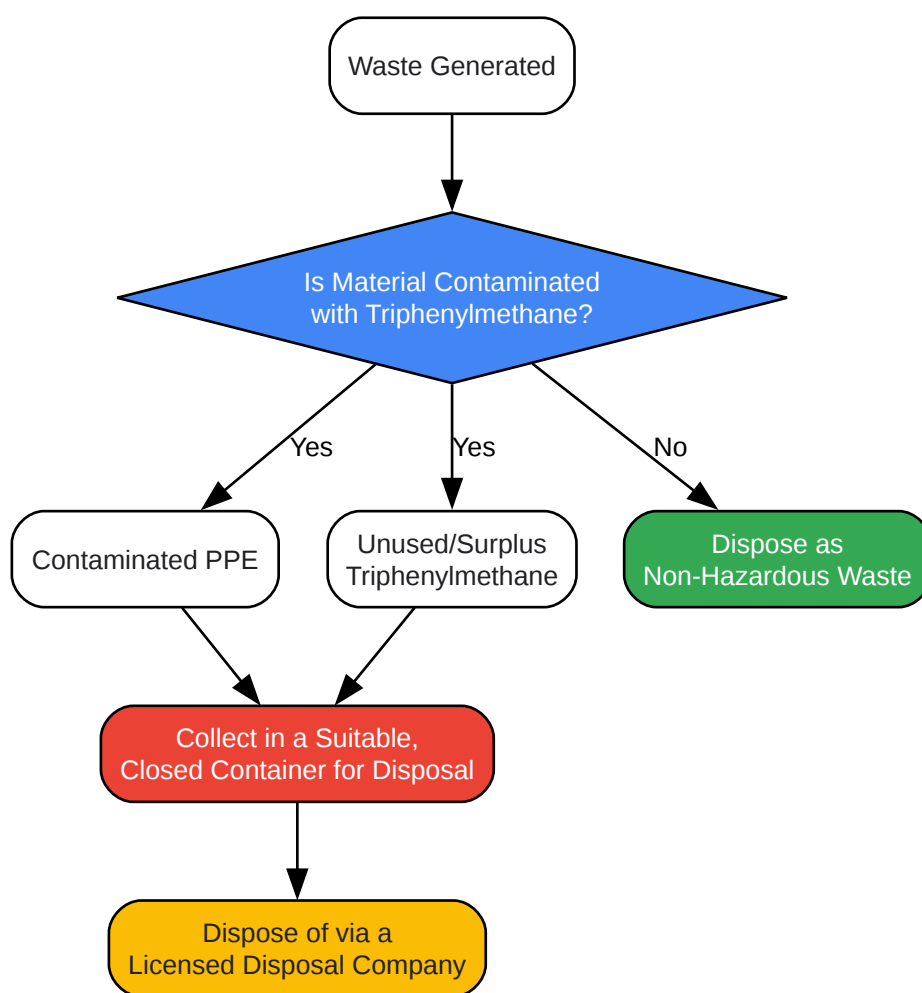 Waste Generated
Is Material Contaminated
with Triphenylmethane?
Yes
Yes
No
Contaminated PPE
Unused/Surplus
Triphenylmethane
Dispose as
Non-Hazardous Waste
Collect in a Suitable,
Closed Container for Disposal
Dispose of via a
Licensed Disposal Company